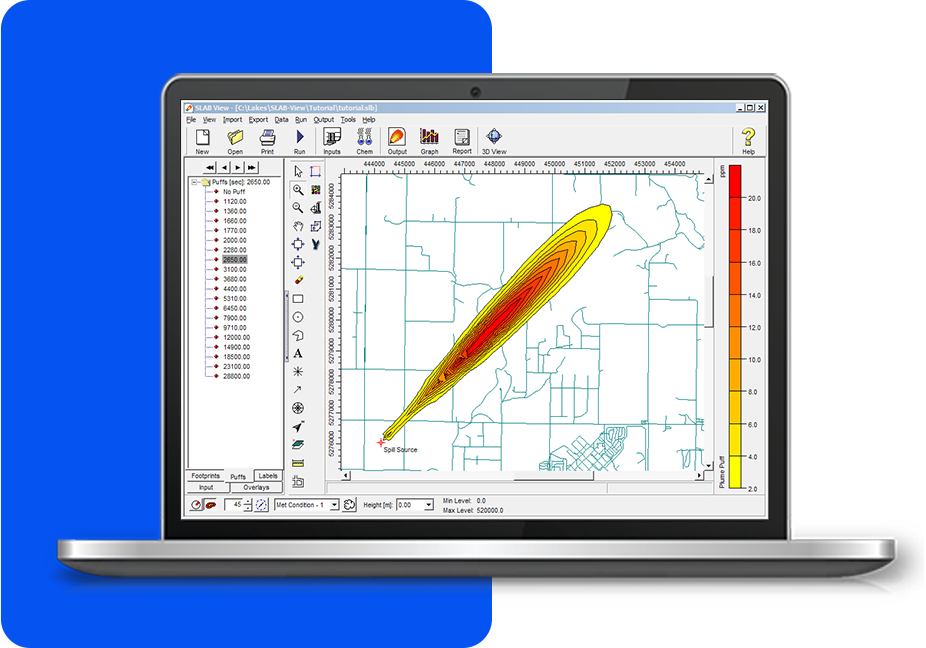 SLAB View - [C:\Lakes\SLAB-View\Tutorial\tutorial.slb]
File View Import Export Data Run Output Tools Help
New Open Print Run Inputs Chem Output Graph Report 3D View Help
444000 445000 446000 447000 448000 449000 450000 451000 452000 453000 454000
Puffs [sec]: 2650.00
No Puff
1120.00
1360.00
1660.00
1770.00
2000.00
2280.00
2650.00
3100.00
3680.00
4400.00
5310.00
6450.00
7900.00
9710.00
12000.00
14900.00
18500.00
23100.00
28800.00
A
5284000
5283000
5282000
5281000
5280000
5279000
5278000
5277000
5276000
Spill Source
ppm
20.0
18.0
16.0
14.0
12.0
10.0
8.0
6.0
4.0
2.0
Plume Puff
Footprints Puffs Labels
Input Overlays
45 Met Condition - 1 Height [m]: 0.00
Min Level: 0.0
Max Level: 520000.0